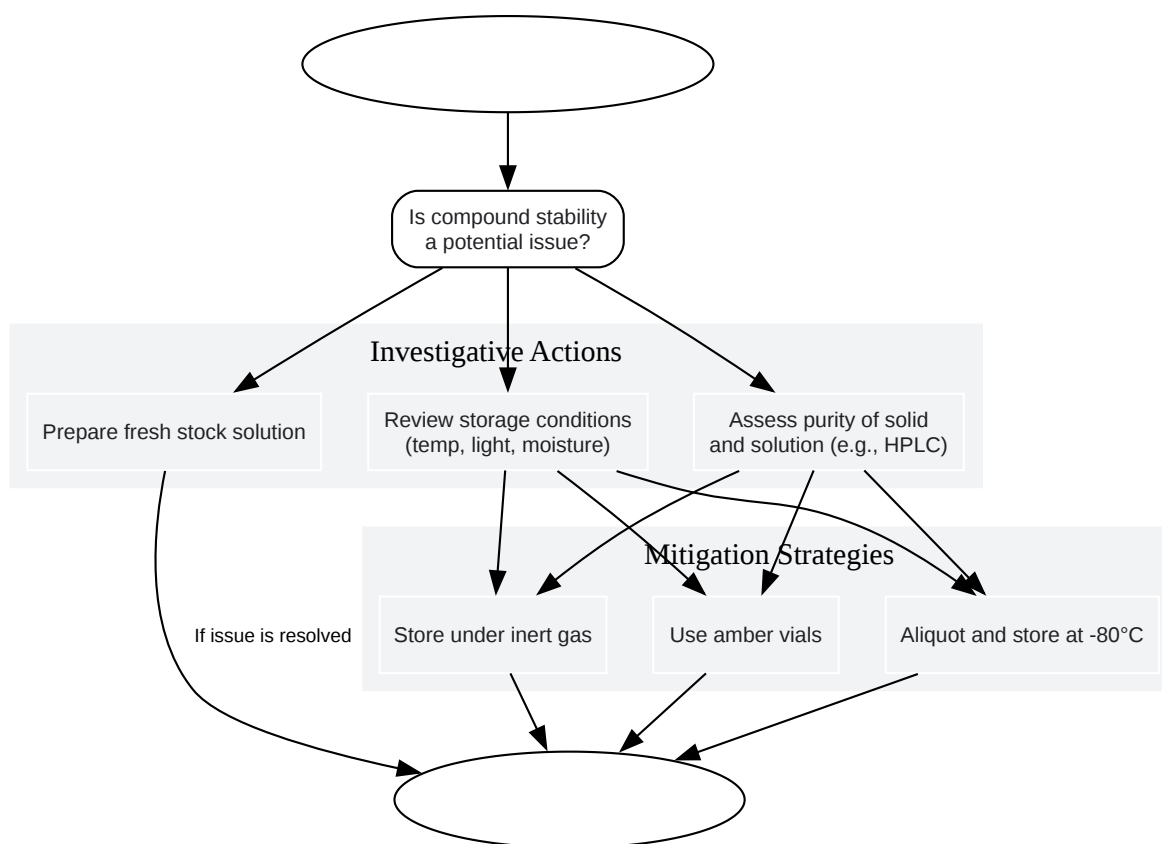 Is compound stability
a potential issue?
Investigative Actions
Prepare fresh stock solution
Review storage conditions
(temp, light, moisture)
Assess purity of solid
and solution (e.g., HPLC)
Mitigation Strategies
If issue is resolved
Store under inert gas
Use amber vials
Aliquot and store at -80°C